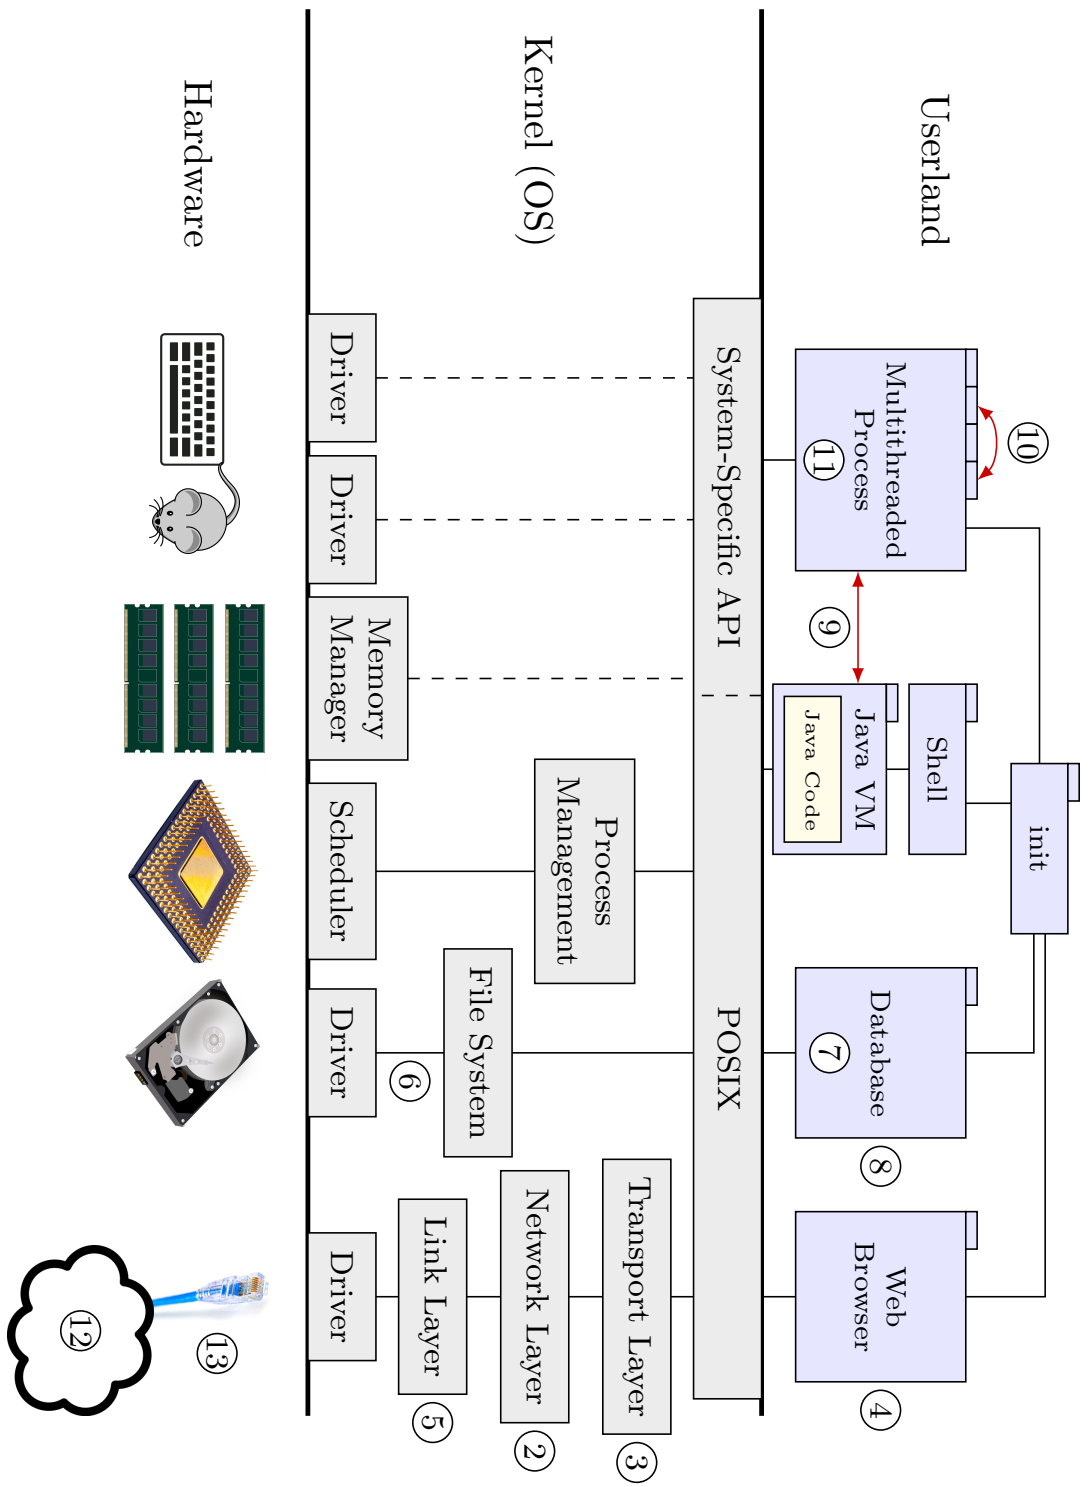 Userland
init
Multithreaded
Process
11
10
9
Shell
Java VM
Java Code
Database
7
8
Web
Browser
4
Kernel (OS)
System-Specific API
POSIX
Process
Management
File System
6
Transport Layer
3
Network Layer
2
Link Layer
5
Driver
Driver
Memory
Manager
Scheduler
Driver
Driver
Hardware
12
13